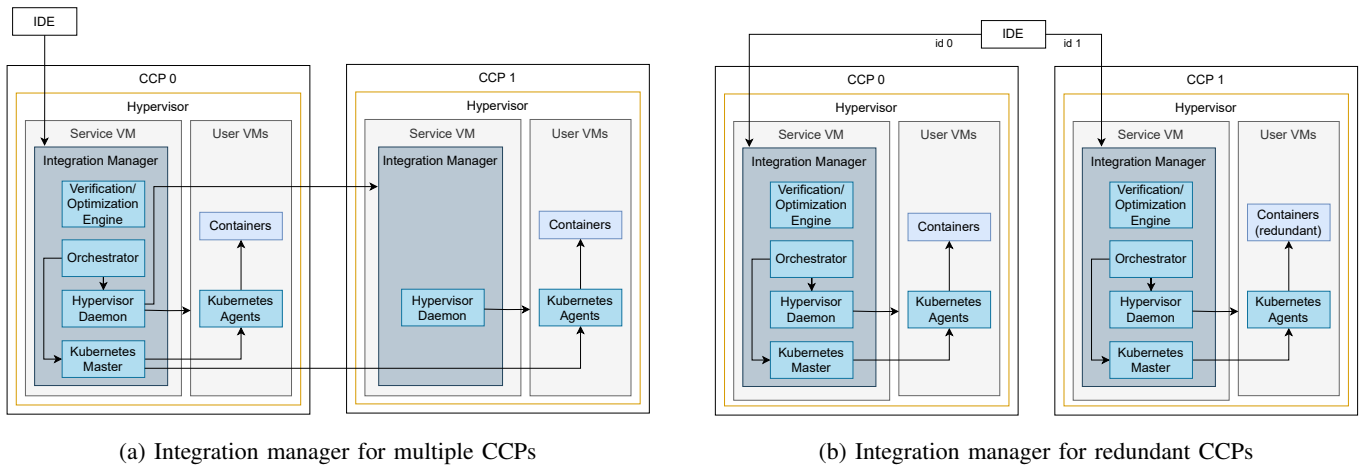 IDE
CCP 0
Hypervisor
Service VM
User VMs
Integration Manager
Verification/
Optimization
Engine
Containers
Orchestrator
Hypervisor
Daemon
Kubernetes
Agents
Kubernetes
Master
CCP 1
Hypervisor
Service VM
User VMs
Integration Manager
Containers
Hypervisor
Daemon
Kubernetes
Agents
(a) Integration manager for multiple CCPs
IDE
id 0
id 1
CCP 0
Hypervisor
Service VM
User VMs
Integration Manager
Verification/
Optimization
Engine
Containers
Orchestrator
Hypervisor
Daemon
Kubernetes
Agents
Kubernetes
Master
CCP 1
Hypervisor
Service VM
User VMs
Integration Manager
Verification/
Optimization
Engine
Containers
(redundant)
Orchestrator
Hypervisor
Daemon
Kubernetes
Agents
Kubernetes
Master
(b) Integration manager for redundant CCPs